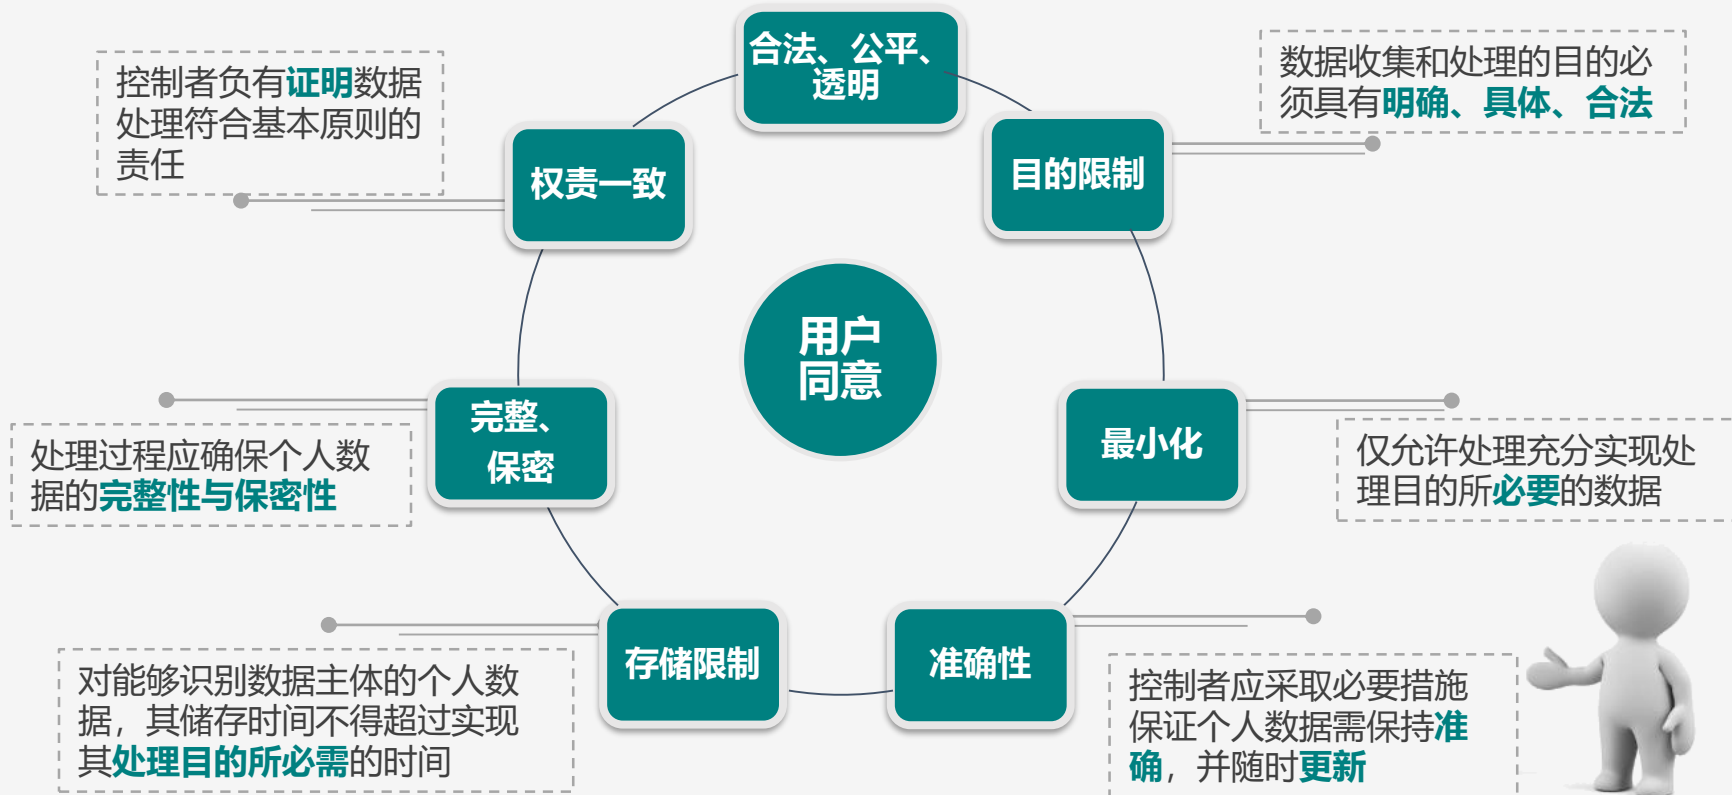 合法、公平、
透明
数据收集和处理的目的必
须具有明确、具体、合法
目的限制
控制者负有证明数据
处理符合基本原则的
责任
权责一致
用户
同意
完整、
保密
处理过程应确保个人数
据的完整性与保密性
最小化
仅允许处理充分实现处
理目的所必要的数据
存储限制
对能够识别数据主体的个人数
据，其储存时间不得超过实现
其处理目的所必需的时间
准确性
控制者应采取必要措施
保证个人数据需保持准
确，并随时更新